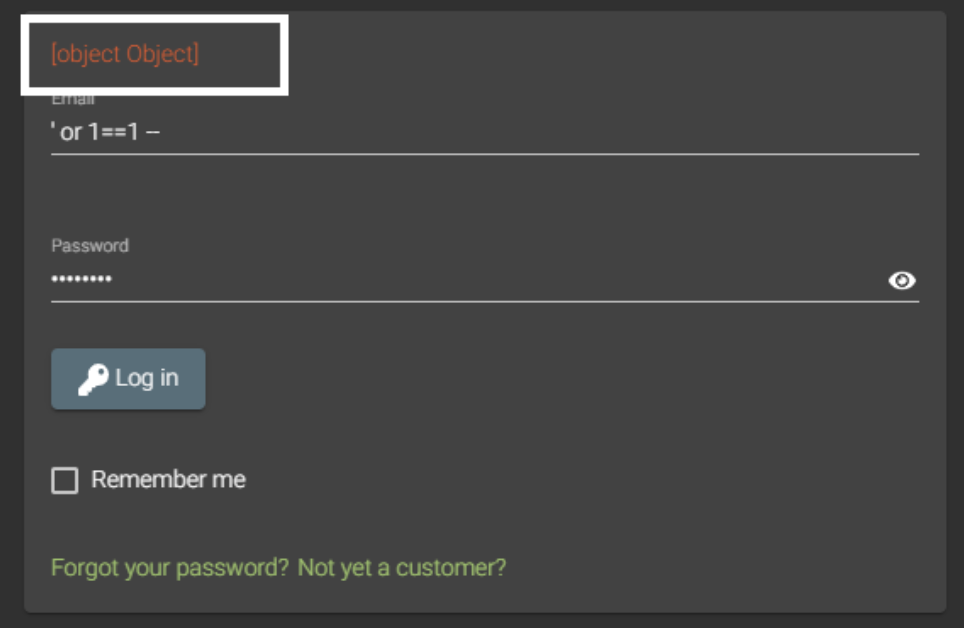 [object Object]
Email
' or 1==1 --
Password
Log in
Remember me
Forgot your password? Not yet a customer?